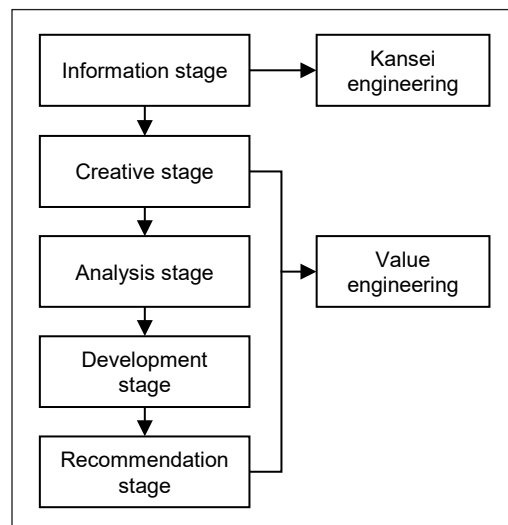 Information stage
Kansei
engineering
Creative stage
Analysis stage
Value
engineering
Development
stage
Recommendation
stage